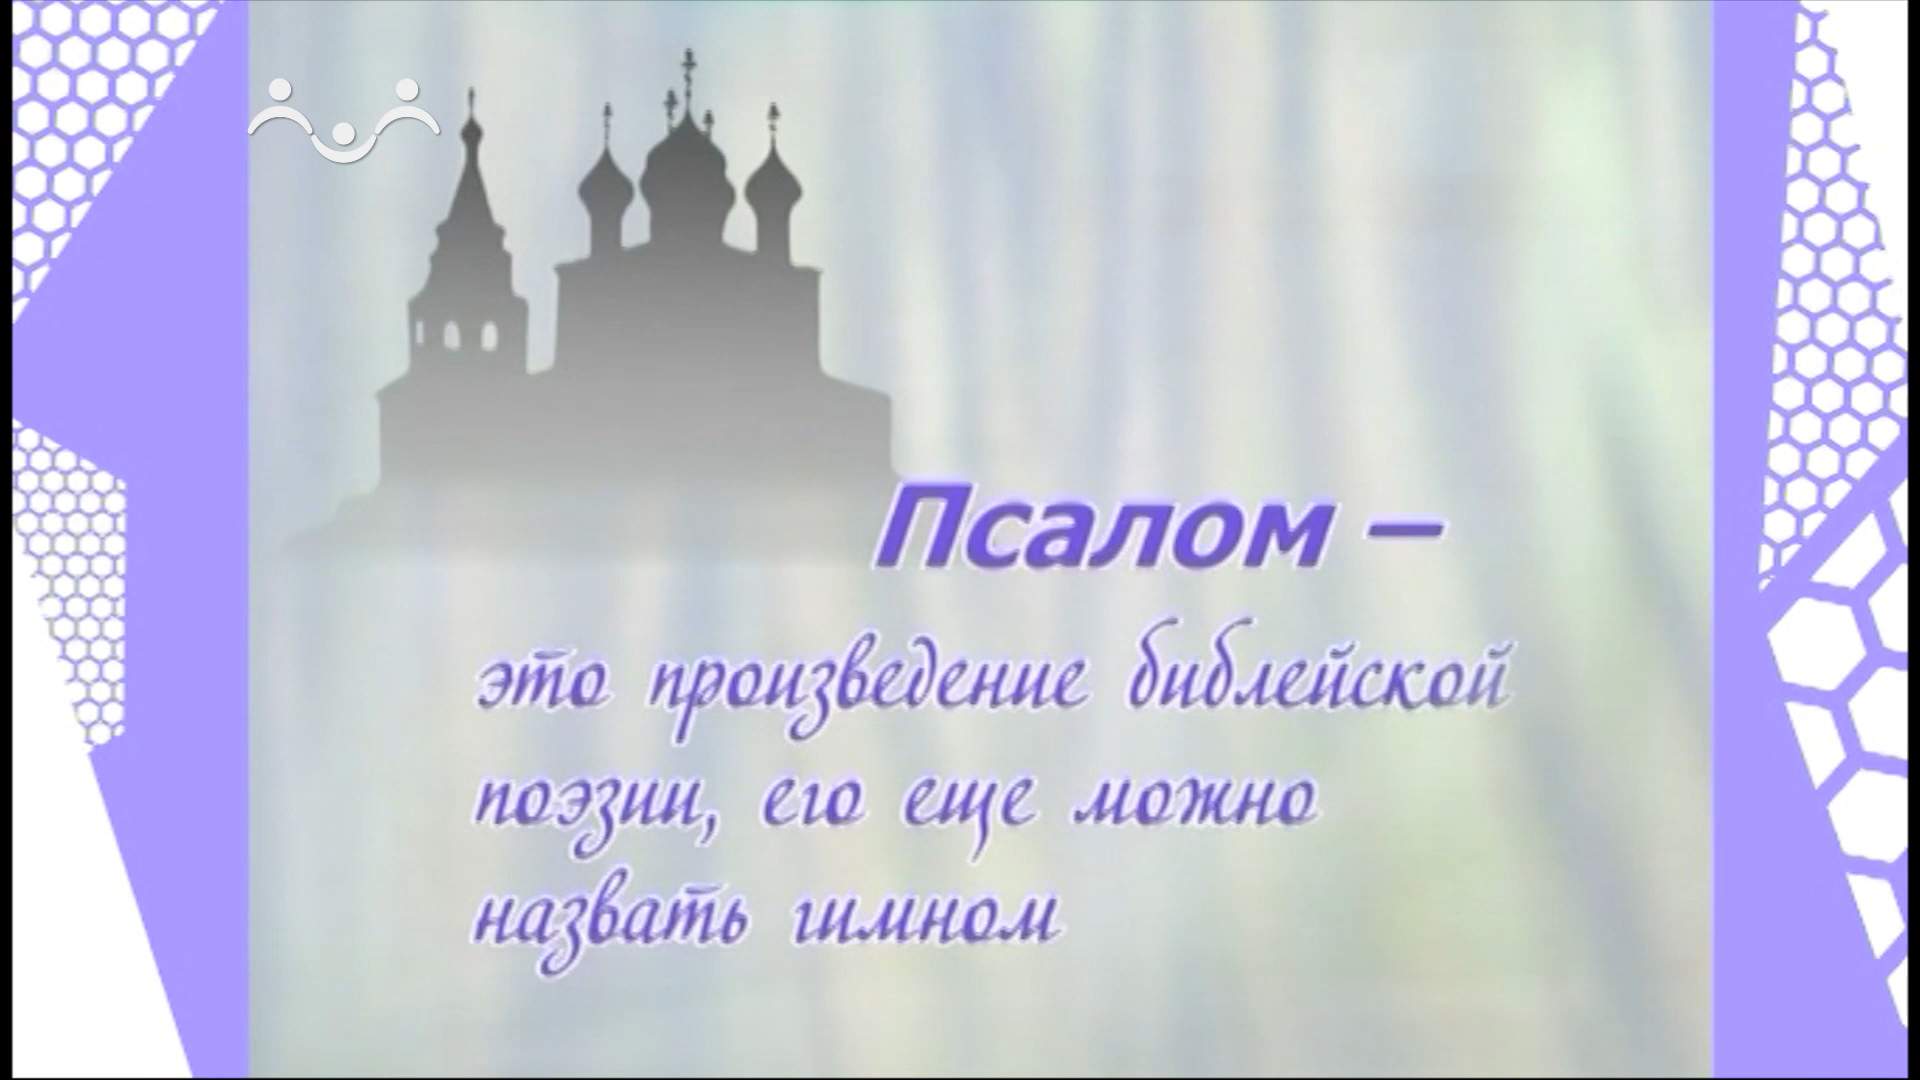 Псалом –
это произведение библейской
поэзии, его еще можно
назвать гимном